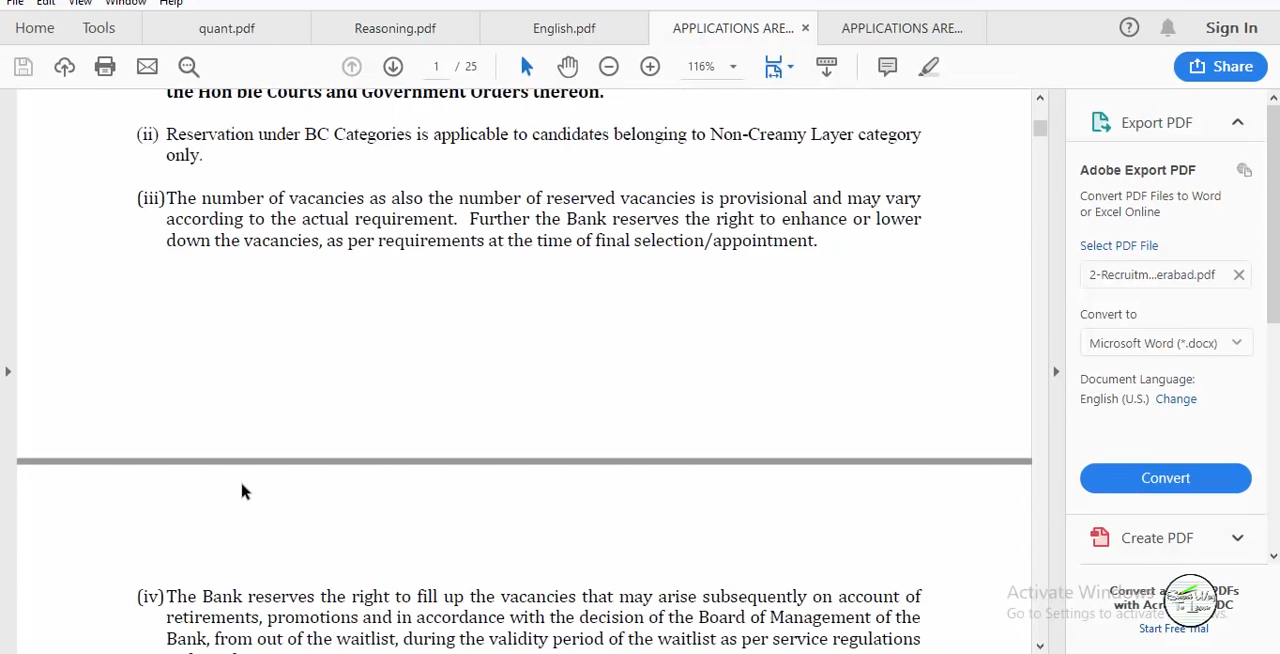 File Edit View Window Help
Home Tools quant.pdf Reasoning.pdf English.pdf APPLICATIONS ARE... × APPLICATIONS ARE... Sign In
1 / 25 116% Share
the Hon'ble Courts and Government Orders thereon.
(ii) Reservation under BC Categories is applicable to candidates belonging to Non-Creamy Layer category
only.
(iii)The number of vacancies as also the number of reserved vacancies is provisional and may vary
according to the actual requirement. Further the Bank reserves the right to enhance or lower
down the vacancies, as per requirements at the time of final selection/appointment.
(iv)The Bank reserves the right to fill up the vacancies that may arise subsequently on account of
retirements, promotions and in accordance with the decision of the Board of Management of the
Bank, from out of the waitlist, during the validity period of the waitlist as per service regulations
Export PDF
Adobe Export PDF
Convert PDF Files to Word
or Excel Online
Select PDF File
2-Recruitm...erabad.pdf
Convert to
Microsoft Word (*.docx)
Document Language:
English (U.S.) Change
Convert
Create PDF
Activate Windows
Go to Settings to activate
Start Free Trial